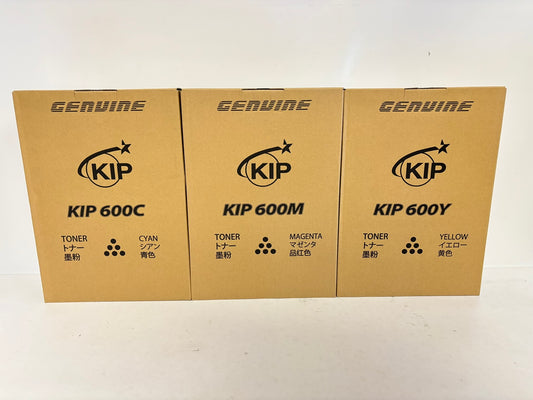 GENUINE
KIP
KIP 600C
TONER
トナー
墨粉
CYAN
シアン
青色
GENUINE
KIP
KIP 600M
TONER
トナー
墨粉
MAGENTA
マゼンタ
品红色
GENUINE
KIP
KIP 600Y
TONER
トナー
墨粉
YELLOW
イエロー
黄色